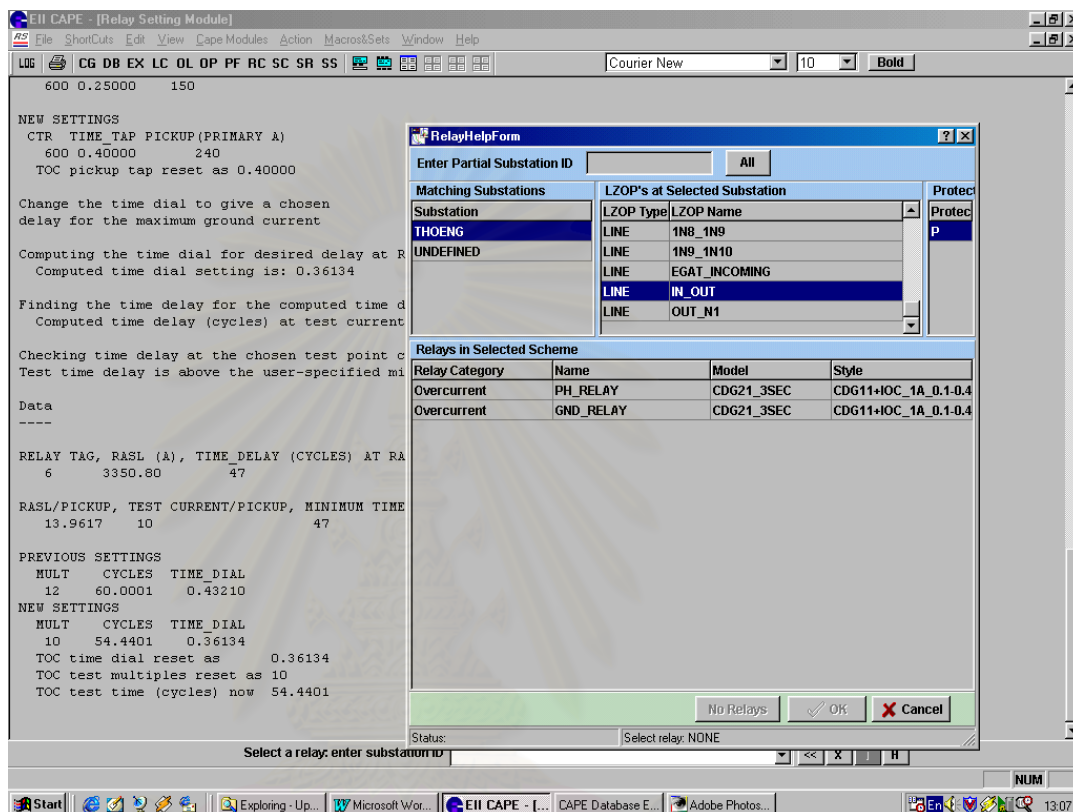 EII CAPE - [Relay Setting Module]
RS File ShortCuts Edit View Cape Modules Action Macros&Sets Window Help
LOG CG DB EX LC OL OP PF RC SC SR SS Courier New 10 Bold
600 0.25000 150
NEW SETTINGS
CTR TIME_TAP PICKUP(PRIMARY A)
600 0.40000 240
TOC pickup tap reset as 0.40000
Change the time dial to give a chosen
delay for the maximum ground current
Computing the time dial for desired delay at R
Computed time dial setting is: 0.36134
Finding the time delay for the computed time d
Computed time delay (cycles) at test current
Checking time delay at the chosen test point c
Test time delay is above the user-specified mi
Data
----
RELAY TAG, RASL (A), TIME_DELAY (CYCLES) AT RA
6 3350.80 47
RASL/PICKUP, TEST CURRENT/PICKUP, MINIMUM TIME
13.9617 10 47
PREVIOUS SETTINGS
MULT CYCLES TIME_DIAL
12 60.0001 0.43210
NEW SETTINGS
MULT CYCLES TIME_DIAL
10 54.4401 0.36134
TOC time dial reset as 0.36134
TOC test multiples reset as 10
TOC test time (cycles) now 54.4401
RelayHelpForm
Enter Partial Substation ID All
Matching Substations
Substation
THOENG
UNDEFINED
LZOP's at Selected Substation
LZOP Type LZOP Name
LINE 1N8_1N9
LINE 1N9_1N10
LINE EGAT_INCOMING
LINE IN_OUT
LINE OUT_N1
Protect
Protec
P
Relays in Selected Scheme
Relay Category Name Model Style
Overcurrent PH_RELAY CDG21_3SEC CDG11+IOC_1A_0.1-0.4
Overcurrent GND_RELAY CDG21_3SEC CDG11+IOC_1A_0.1-0.4
No Relays OK Cancel
Status: Select relay: NONE
Select a relay: enter substation ID << X I H
NUM
Start Exploring - Up... Microsoft Wor... EII CAPE - [... CAPE Database E... Adobe Photos... En 13:07